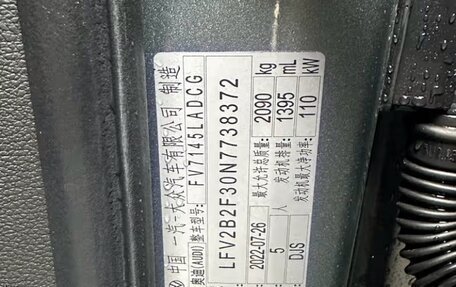 中国 一汽-大众汽车有限公司 制造
奥迪(AUDI) 整车型号: FV7145LADCG
LFV2B2F30N7738372
2022-07-26 最大允许总质量: 2090 kg
5 人 发动机排量: 1395 mL
DJS 发动机最大净功率: 110 kW